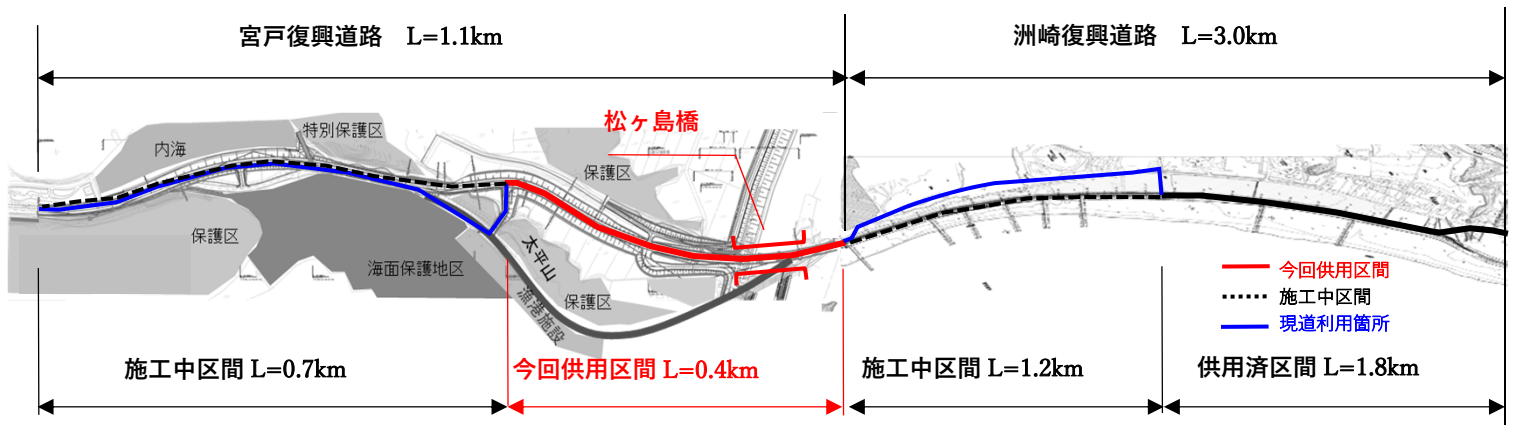 宮戸復興道路 L=1.1km
洲崎復興道路 L=3.0km
松ヶ島橋
特別保護区
内海
保護区
保護区
海面保護地区
太平山
保護区
漁港施設
今回供用区間
施工中区間
現道利用箇所
施工中区間 L=0.7km
今回供用区間 L=0.4km
施工中区間 L=1.2km
供用済区間 L=1.8km